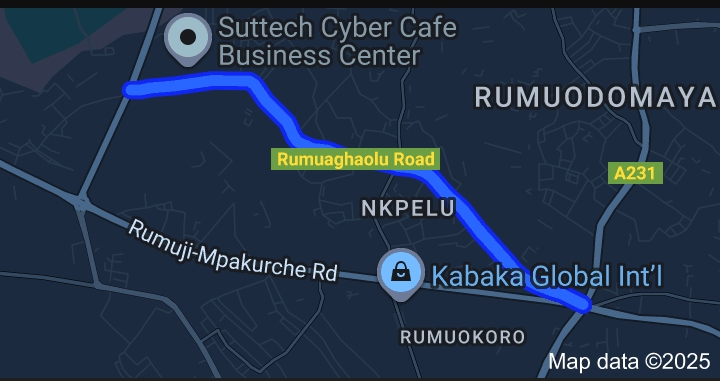 Suttech Cyber Cafe
Business Center
RUMUODOMAYA
Rumuaghaolu Road
A231
NKPELU
Rumuji-Mpakurche Rd
Kabaka Global Int'l
RUMUOKORO
Map data ©2025